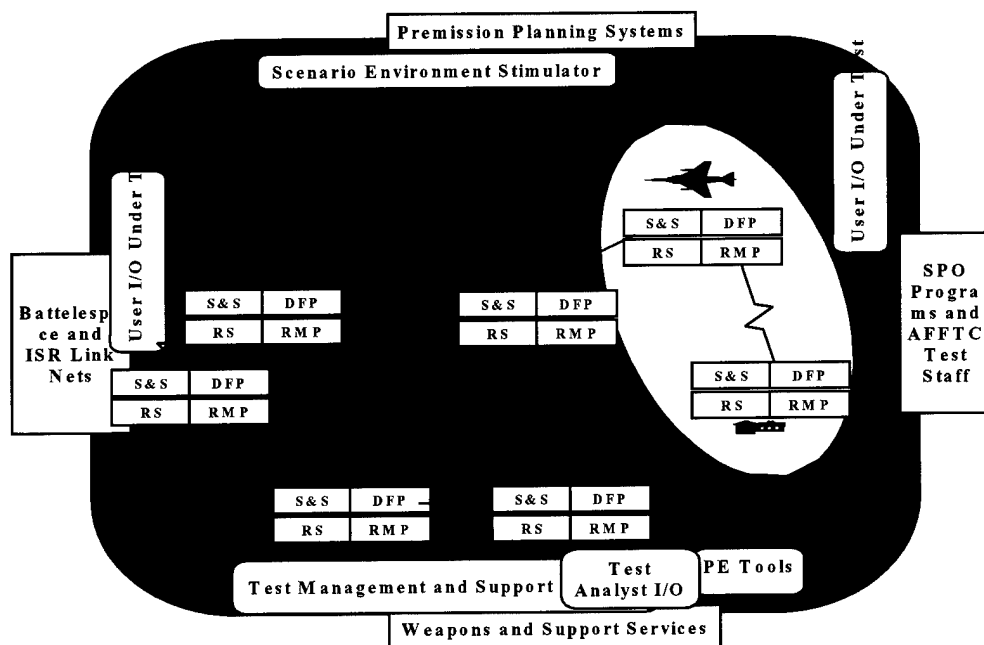 Premission Planning Systems
Scenario Environment Stimulator
User I/O Under Test
User I/O Under T
S&S DFP
RS RMP
SPO
Progra
ms and
AFFTC
Test
Staff
Battelesp
ce and
ISR Link
Nets
S&S DFP
RS RMP
S&S DFP
RS RMP
S&S DFP
RS RMP
S&S DFP
RS RMP
S&S DFP
RS RMP
S&S DFP
RS RMP
Test Management and Support
Test
Analyst I/O
PE Tools
Weapons and Support Services